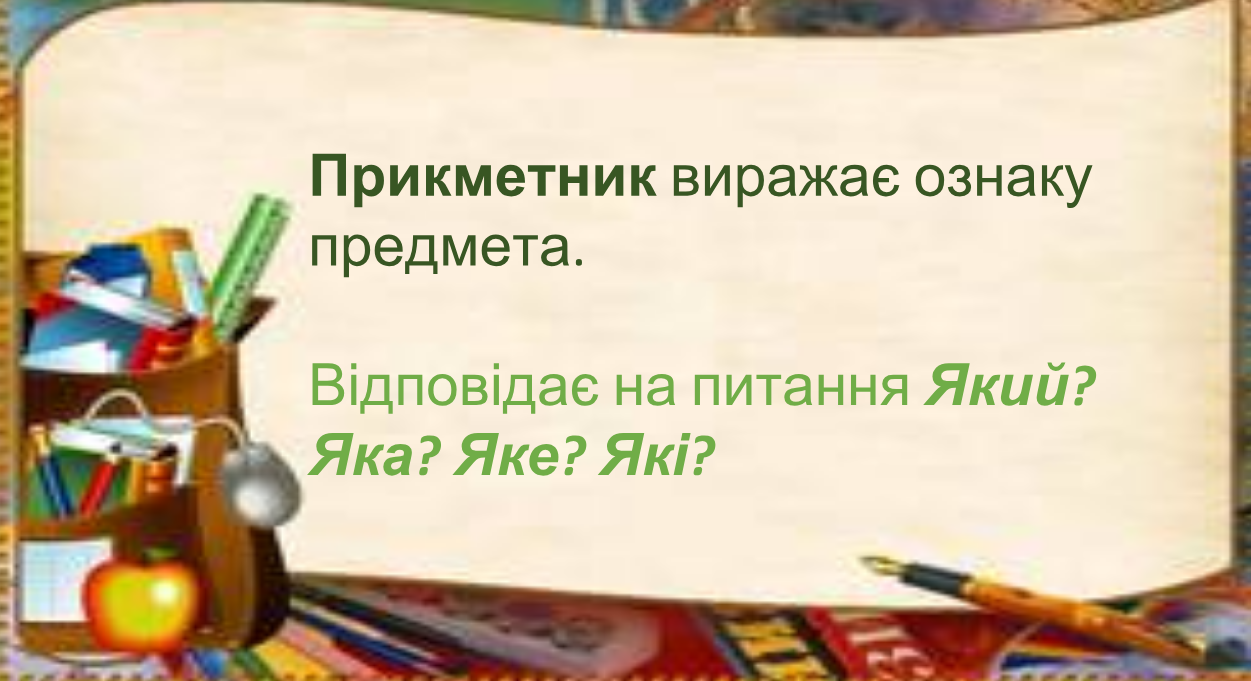 Прикметник виражає ознаку
предмета.
Відповідає на питання Який?
Яка? Яке? Які?